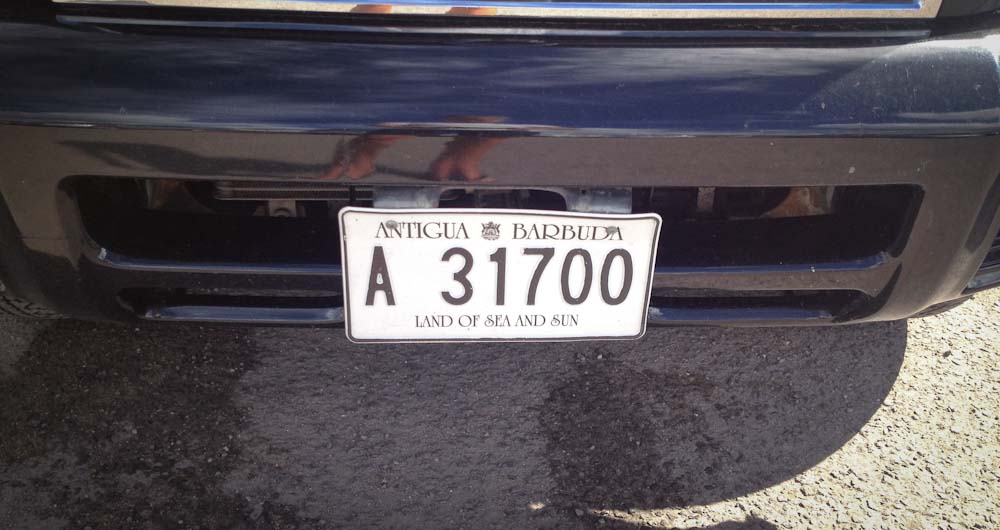 ANTIGUA BARBUDA
A 31700
LAND OF SEA AND SUN